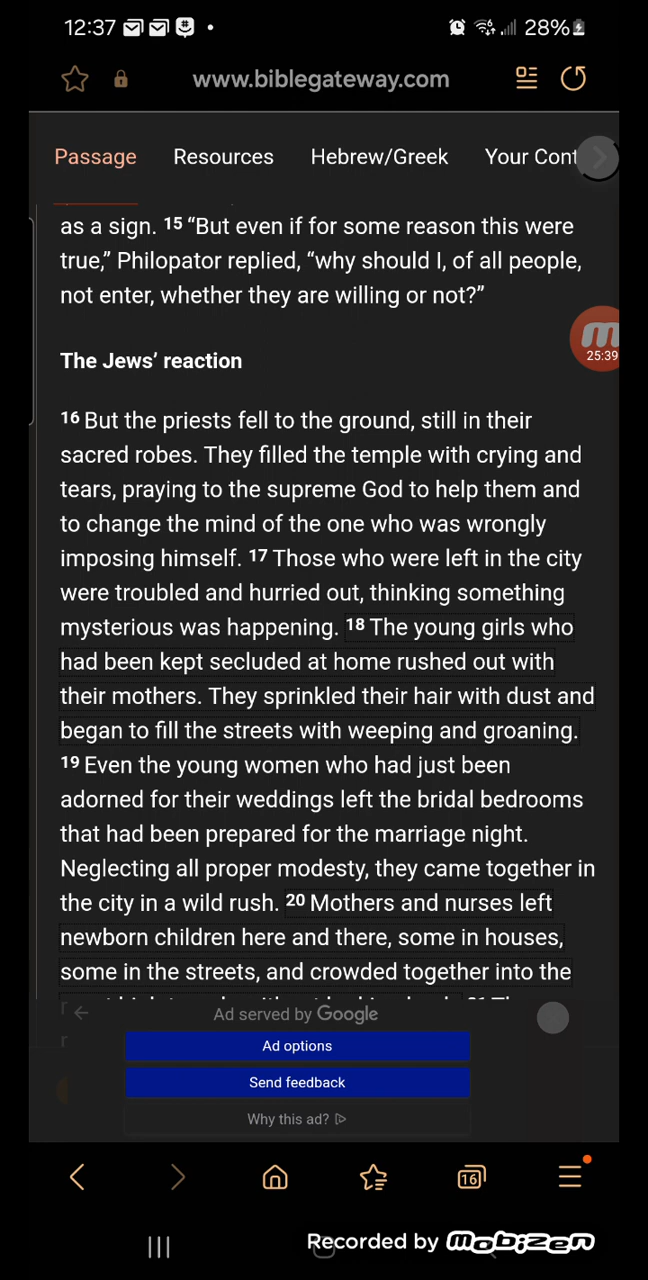 12:37
28%
www.biblegateway.com
Passage Resources Hebrew/Greek Your Cont
as a sign. 15 “But even if for some reason this were
true,” Philopator replied, “why should I, of all people,
not enter, whether they are willing or not?”
25:39
The Jews’ reaction
16 But the priests fell to the ground, still in their
sacred robes. They filled the temple with crying and
tears, praying to the supreme God to help them and
to change the mind of the one who was wrongly
imposing himself. 17 Those who were left in the city
were troubled and hurried out, thinking something
mysterious was happening. 18 The young girls who
had been kept secluded at home rushed out with
their mothers. They sprinkled their hair with dust and
began to fill the streets with weeping and groaning.
19 Even the young women who had just been
adorned for their weddings left the bridal bedrooms
that had been prepared for the marriage night.
Neglecting all proper modesty, they came together in
the city in a wild rush. 20 Mothers and nurses left
newborn children here and there, some in houses,
some in the streets, and crowded together into the
Ad served by Google
Ad options
Send feedback
Why this ad?
16
Recorded by mobizen